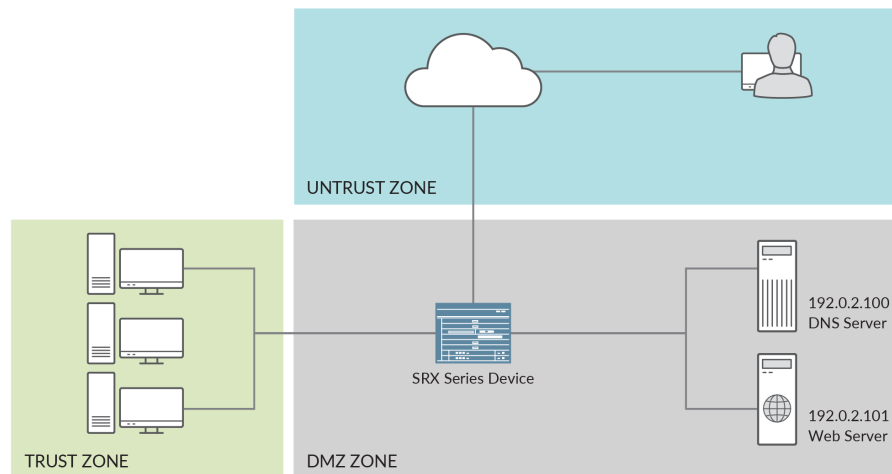 UNTRUST ZONE
192.0.2.100
DNS Server
SRX Series Device
192.0.2.101
Web Server
TRUST ZONE
DMZ ZONE